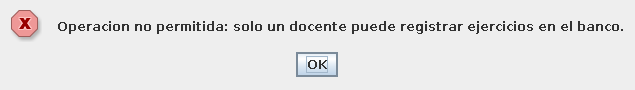 Operacion no permitida: solo un docente puede registrar ejercicios en el banco.
OK